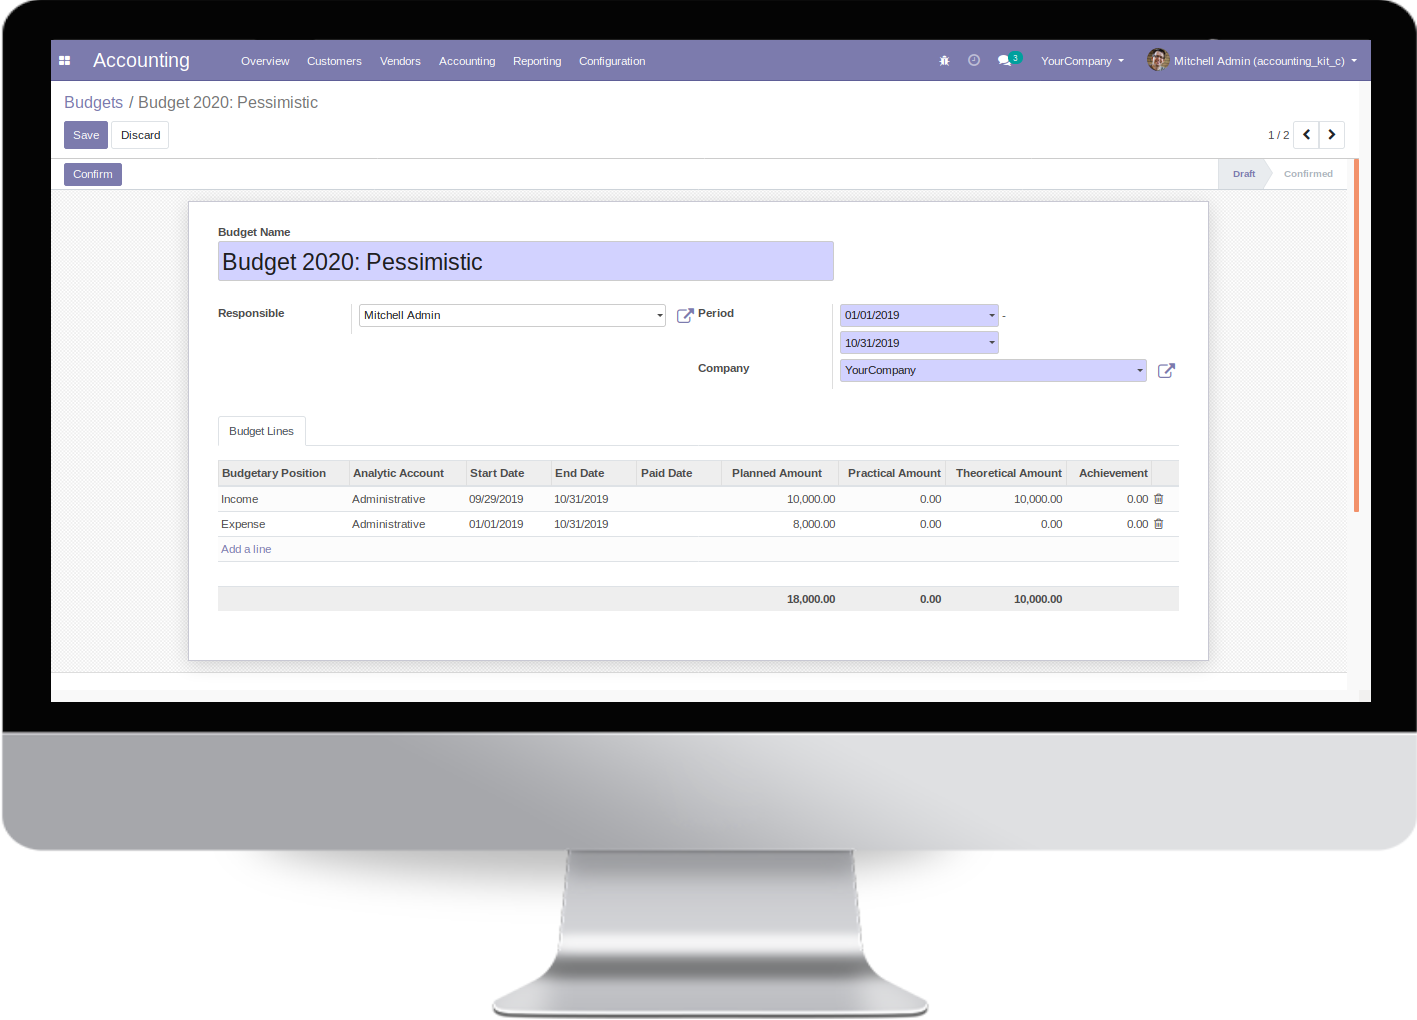 Accounting Overview Customers Vendors Accounting Reporting Configuration 3 YourCompany Mitchell Admin (accounting_kit_c)
Budgets / Budget 2020: Pessimistic
Save Discard 1 / 2
Confirm Draft Confirmed
Budget Name
Budget 2020: Pessimistic
Responsible Mitchell Admin Period 01/01/2019 -
10/31/2019
Company YourCompany
Budget Lines
Budgetary Position Analytic Account Start Date End Date Paid Date Planned Amount Practical Amount Theoretical Amount Achievement
Income Administrative 09/29/2019 10/31/2019 10,000.00 0.00 10,000.00 0.00
Expense Administrative 01/01/2019 10/31/2019 8,000.00 0.00 0.00 0.00
Add a line
18,000.00 0.00 10,000.00